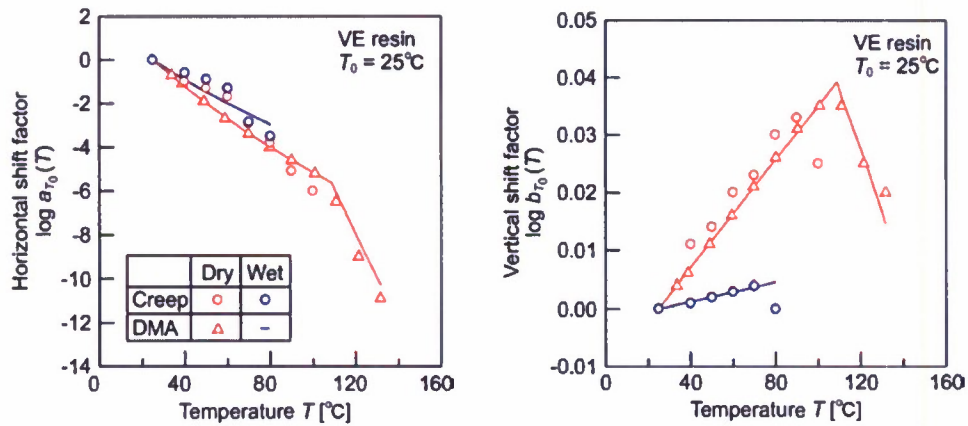 VE resin
T₀ = 25°C
Horizontal shift factor
log a_T₀(T)
2
0
-2
-4
-6
-8
-10
-12
-14
Dry Wet
Creep
DMA
0 40 80 120 160
Temperature T [°C]
VE resin
T₀ = 25°C
Vertical shift factor
log b_T₀(T)
0.05
0.04
0.03
0.02
0.01
0.00
-0.01
0 40 80 120 160
Temperature T [°C]